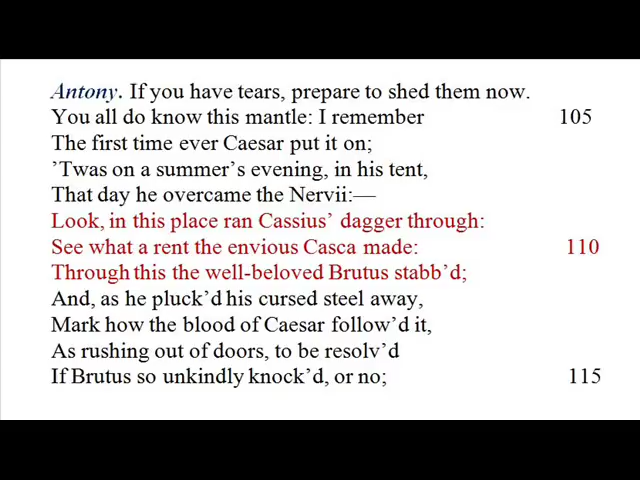 Antony. If you have tears, prepare to shed them now.
You all do know this mantle: I remember 105
The first time ever Caesar put it on;
’Twas on a summer’s evening, in his tent,
That day he overcame the Nervii:—
Look, in this place ran Cassius’ dagger through:
See what a rent the envious Casca made: 110
Through this the well-beloved Brutus stabb’d;
And, as he pluck’d his cursed steel away,
Mark how the blood of Caesar follow’d it,
As rushing out of doors, to be resolv’d
If Brutus so unkindly knock’d, or no; 115